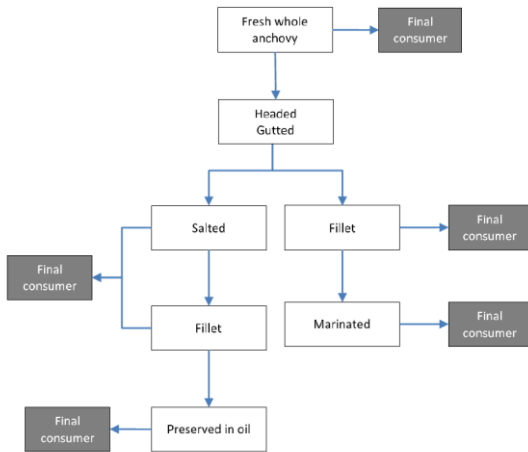 Fresh whole
anchovy
Final
consumer
Headed
Gutted
Salted
Fillet
Final
consumer
Final
consumer
Fillet
Marinated
Final
consumer
Final
consumer
Preserved in oil